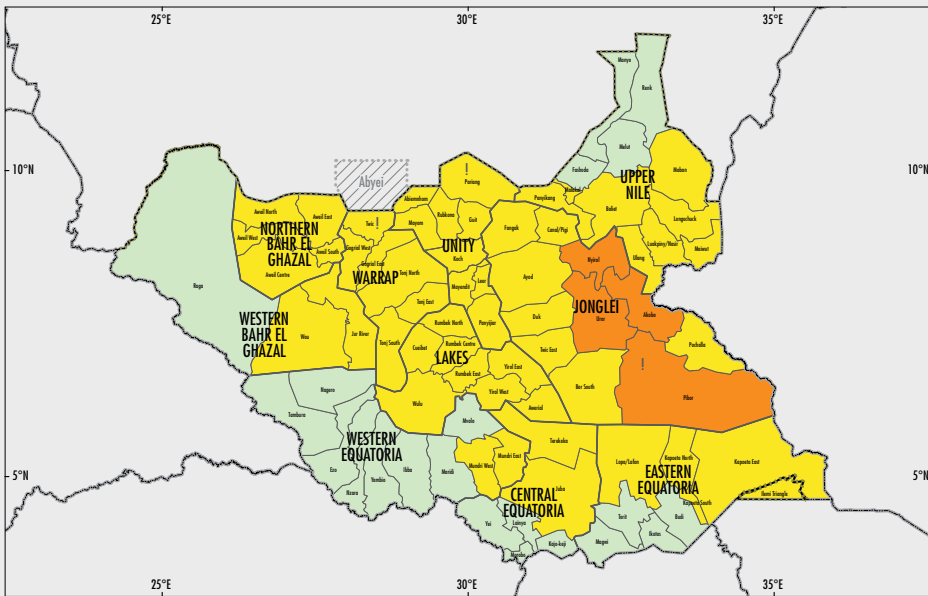 25°E
30°E
35°E
10°N
10°N
5°N
5°N
25°E
30°E
35°E
Abyei
UPPER
NILE
Manyo
Renk
Melut
Fashoda
Maban
Malakal
Panyikang
Baliet
Longochuk
Luakpiny/Nasir
Maiwut
Ulang
UNITY
!
Pariang
Abiemnhom
Rubkona
Mayom
Guit
Koch
Leer
Mayendit
Panyijiar
NORTHERN
BAHR EL
GHAZAL
Aweil North
Aweil East
Aweil West
Aweil South
Aweil Centre
WARRAP
Twic
!
Gogrial West
Gogrial East
Tonj North
Tonj East
Tonj South
WESTERN
BAHR EL
GHAZAL
Raga
Wau
Jur River
LAKES
Rumbek North
Cueibet
Rumbek Centre
Rumbek East
Wulu
Yirol East
Yirol West
Awerial
JONGLEI
Fangak
Canal/Pigi
Ayod
Nyirol
Uror
Akobo
Duk
Twic East
Bor South
Pochalla
!
Pibor
WESTERN
EQUATORIA
Nagero
Tambura
Ezo
Nzara
Yambio
Ibba
Maridi
Mvolo
Mundri West
Mundri East
CENTRAL
EQUATORIA
Terekeka
Juba
Yei
Lainya
Morobo
Kajo-keji
EASTERN
EQUATORIA
Lopa/Lafon
Kapoeta North
Kapoeta East
Kapoeta South
Ilemi Triangle
Torit
Budi
Ikotos
Magwi